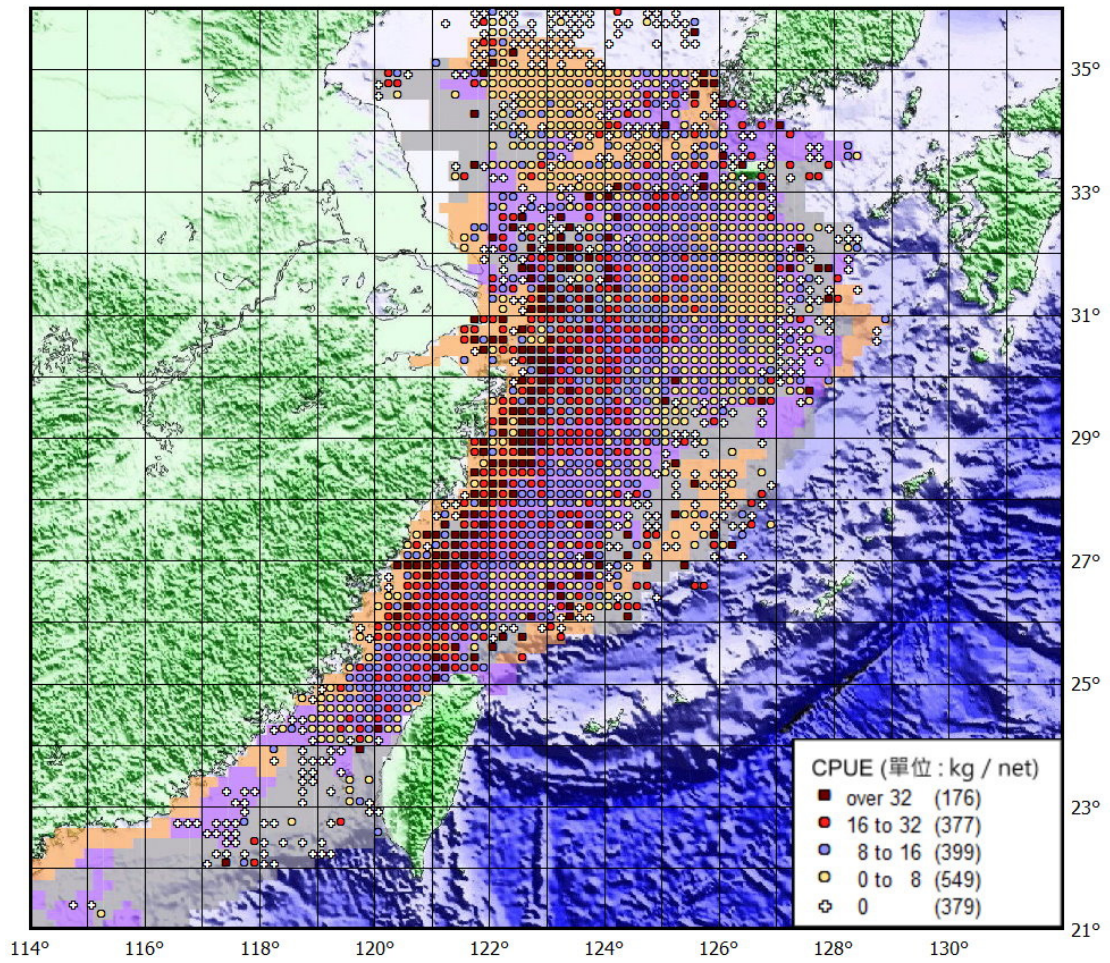 35°
33°
31°
29°
27°
25°
CPUE (單位 : kg / net)
over 32 (176)
16 to 32 (377)
8 to 16 (399)
0 to 8 (549)
0 (379)
23°
21°
114° 116° 118° 120° 122° 124° 126° 128° 130°